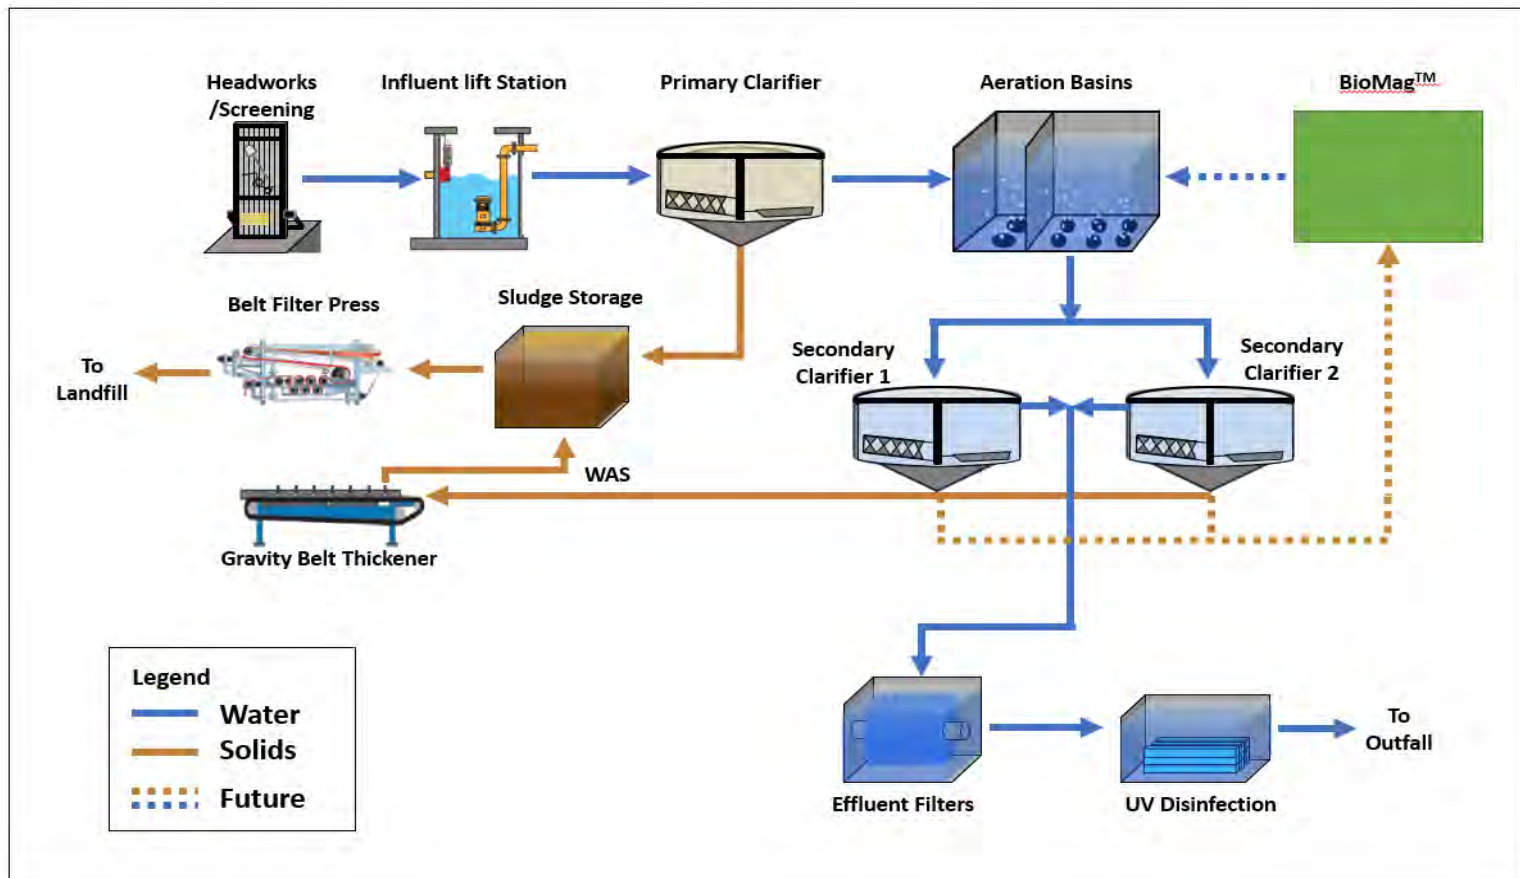 Headworks
/Screening
Influent lift Station
Primary Clarifier
Aeration Basins
BioMag™
Belt Filter Press
Sludge Storage
To
Landfill
Secondary
Clarifier 1
Secondary
Clarifier 2
WAS
Gravity Belt Thickener
Legend
Water
Solids
Future
Effluent Filters
UV Disinfection
To
Outfall